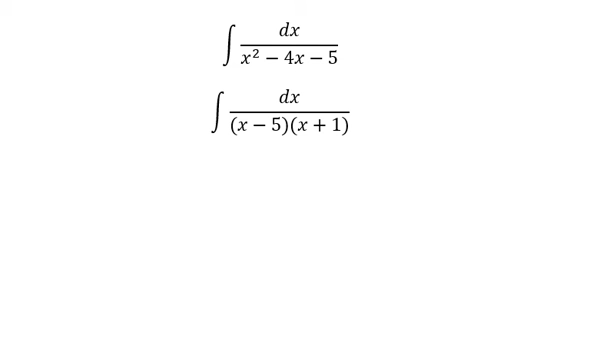 ∫ dx / (x² − 4x − 5)
∫ dx / ((x − 5)(x + 1))